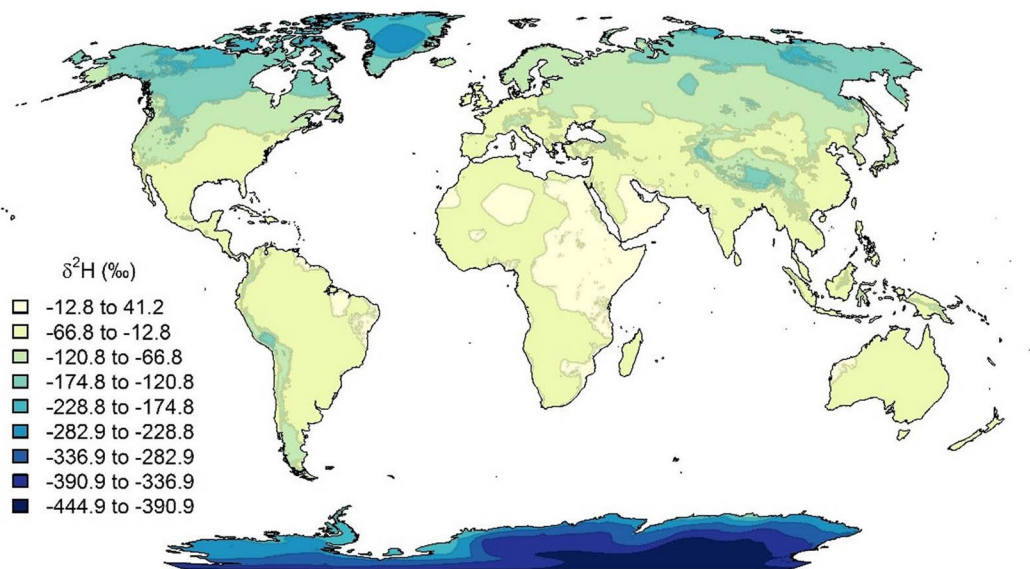 δ²H (‰)
-12.8 to 41.2
-66.8 to -12.8
-120.8 to -66.8
-174.8 to -120.8
-228.8 to -174.8
-282.9 to -228.8
-336.9 to -282.9
-390.9 to -336.9
-444.9 to -390.9